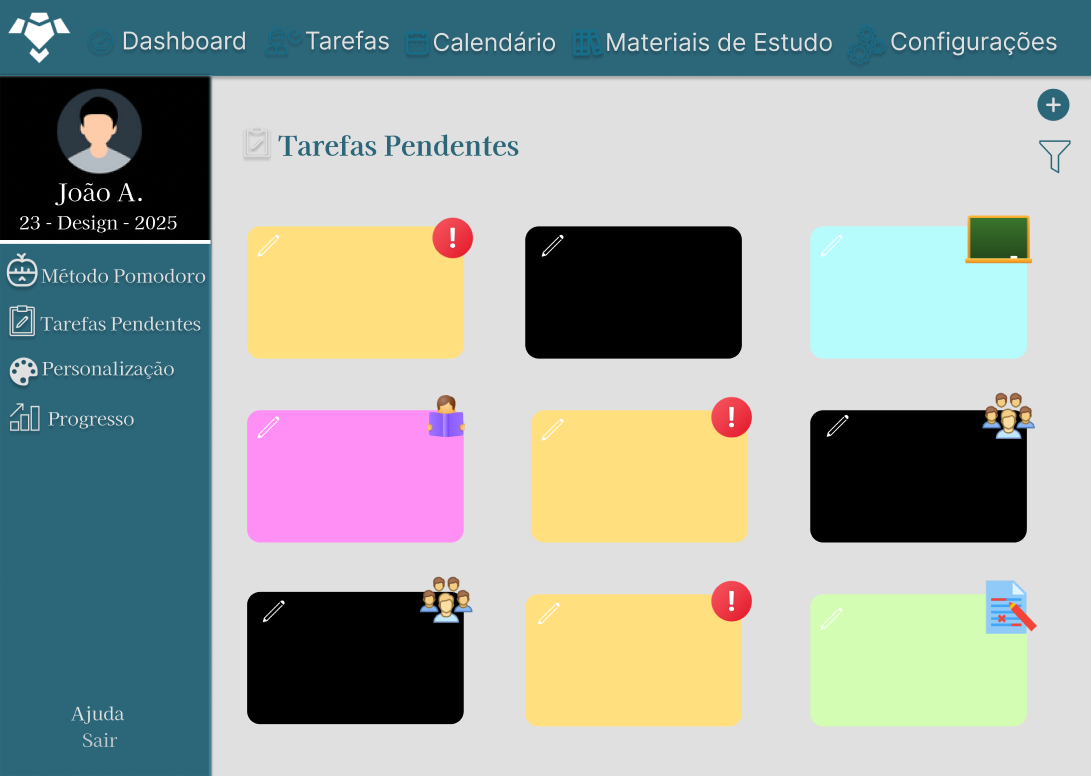 Dashboard
Tarefas
Calendário
Materiais de Estudo
Configurações
João A.
23 - Design - 2025
Método Pomodoro
Tarefas Pendentes
Personalização
Progresso
Ajuda
Sair
Tarefas Pendentes
!
!
!